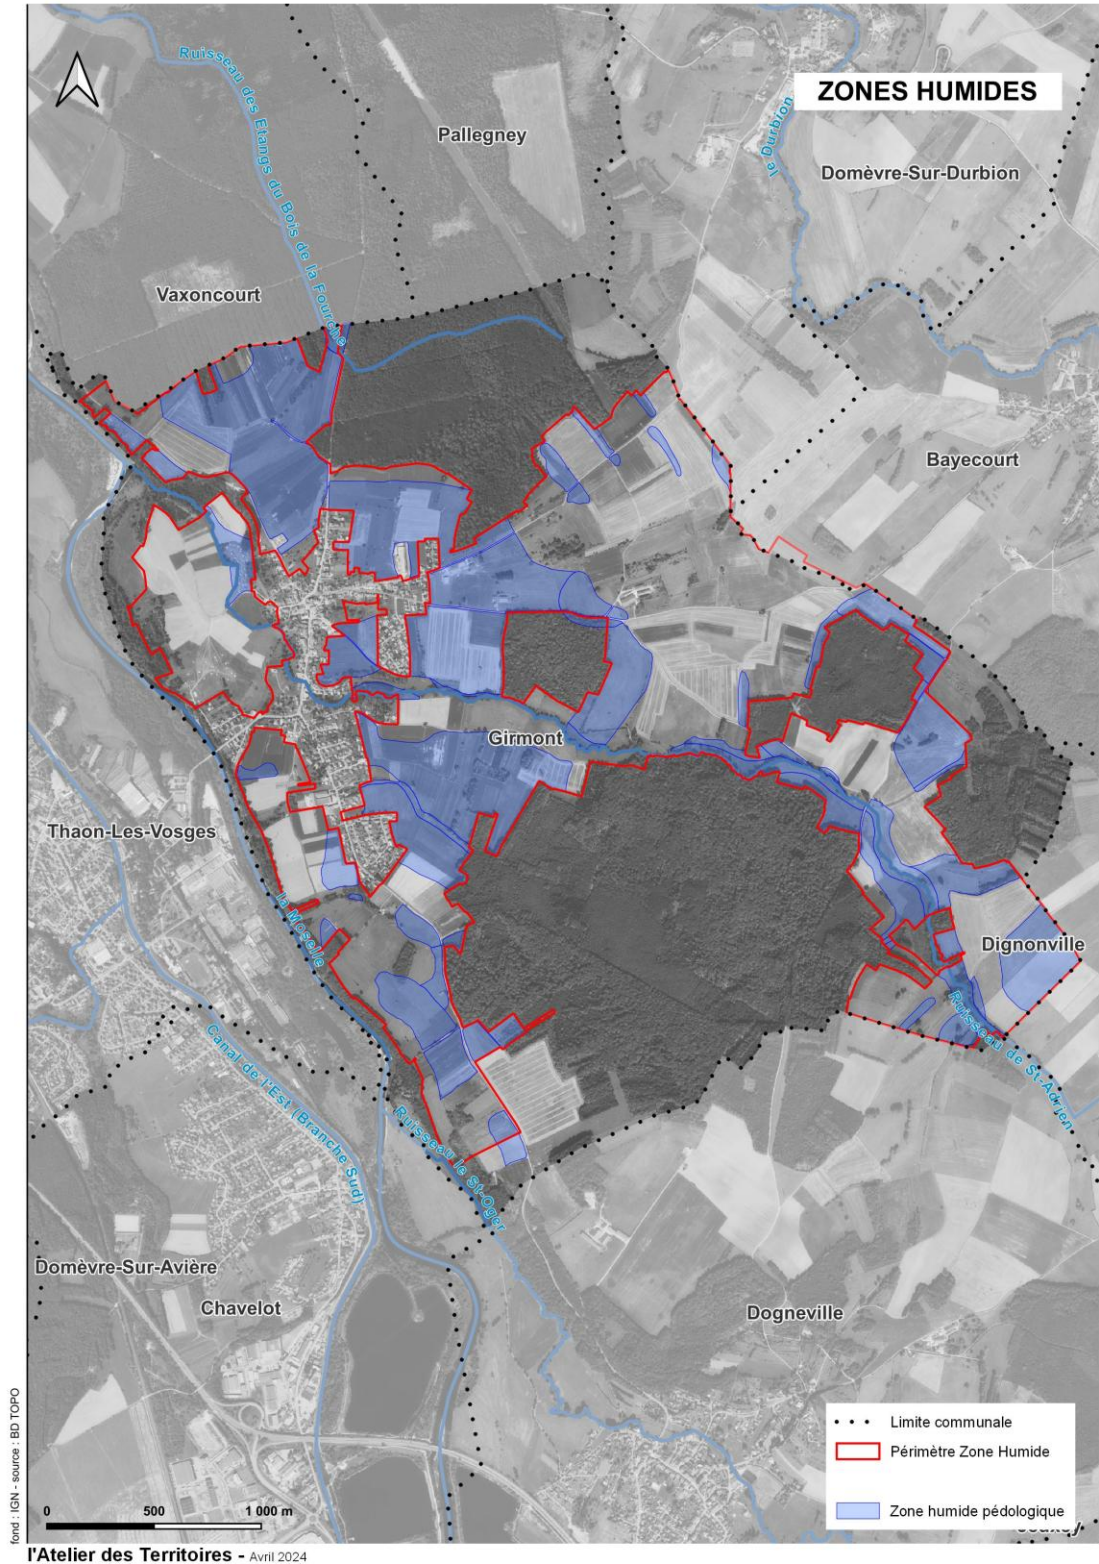 ZONES HUMIDES
Ruisseau des Etangs du Bois de la Fourche
Pallegney
le Durbion
Domèvre-Sur-Durbion
Vaxoncourt
Bayecourt
Girmont
Thaon-Les-Vosges
la Moselle
Dignonville
Ruisseau de St-Adrien
Canal de l'Est (Branche Sud)
Ruisseau le St-Oger
Domèvre-Sur-Avière
Chavelot
Dogneville
Limite communale
Périmètre Zone Humide
Zone humide pédologique
0 500 1 000 m
fond : IGN - source : BD TOPO
l'Atelier des Territoires - Avril 2024